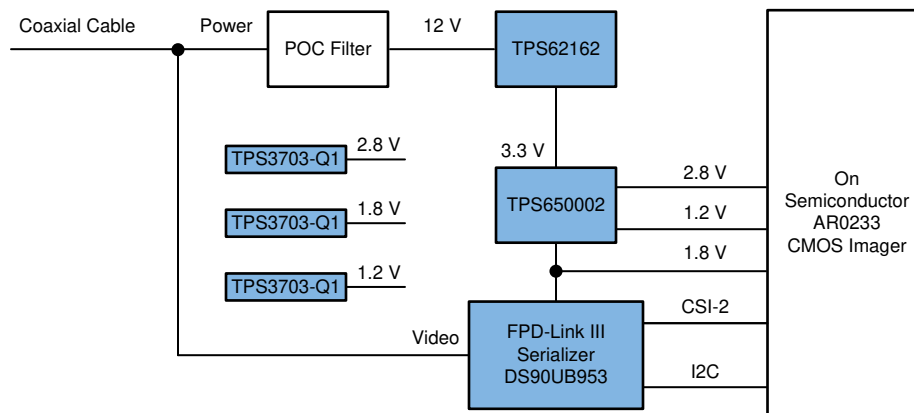 Coaxial Cable
Power
POC Filter
12 V
TPS62162
3.3 V
TPS650002
2.8 V
1.2 V
1.8 V
TPS3703-Q1
2.8 V
TPS3703-Q1
1.8 V
TPS3703-Q1
1.2 V
Video
FPD-Link III
Serializer
DS90UB953
CSI-2
I2C
On
Semiconductor
AR0233
CMOS Imager